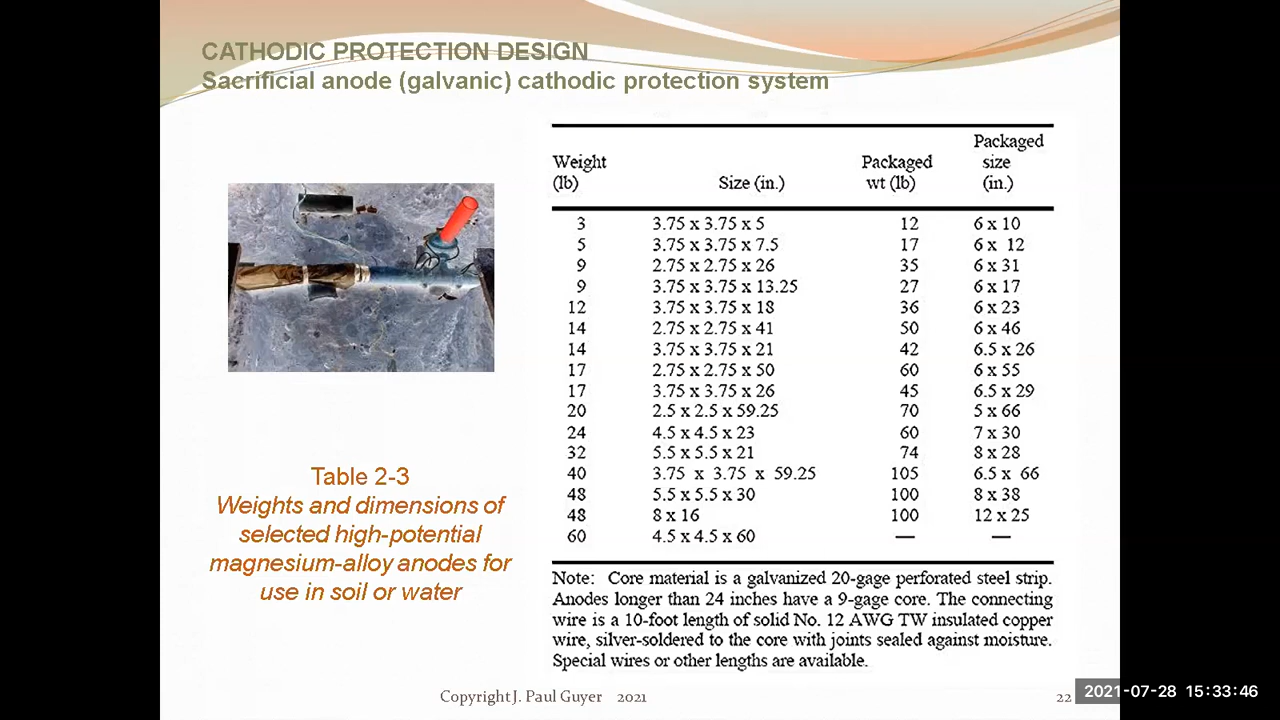 CATHODIC PROTECTION DESIGN
Sacrificial anode (galvanic) cathodic protection system
Table 2-3
Weights and dimensions of
selected high-potential
magnesium-alloy anodes for
use in soil or water
Weight (lb) Size (in.) Packaged wt (lb) Packaged size (in.)
3 3.75 x 3.75 x 5 12 6 x 10
5 3.75 x 3.75 x 7.5 17 6 x 12
9 2.75 x 2.75 x 26 35 6 x 31
9 3.75 x 3.75 x 13.25 27 6 x 17
12 3.75 x 3.75 x 18 36 6 x 23
14 2.75 x 2.75 x 41 50 6 x 46
14 3.75 x 3.75 x 21 42 6.5 x 26
17 2.75 x 2.75 x 50 60 6 x 55
17 3.75 x 3.75 x 26 45 6.5 x 29
20 2.5 x 2.5 x 59.25 70 5 x 66
24 4.5 x 4.5 x 23 60 7 x 30
32 5.5 x 5.5 x 21 74 8 x 28
40 3.75 x 3.75 x 59.25 105 6.5 x 66
48 5.5 x 5.5 x 30 100 8 x 38
48 8 x 16 100 12 x 25
60 4.5 x 4.5 x 60 — —
Note: Core material is a galvanized 20-gage perforated steel strip.
Anodes longer than 24 inches have a 9-gage core. The connecting
wire is a 10-foot length of solid No. 12 AWG TW insulated copper
wire, silver-soldered to the core with joints sealed against moisture.
Special wires or other lengths are available.
Copyright J. Paul Guyer 2021
22
2021-07-28 15:33:46